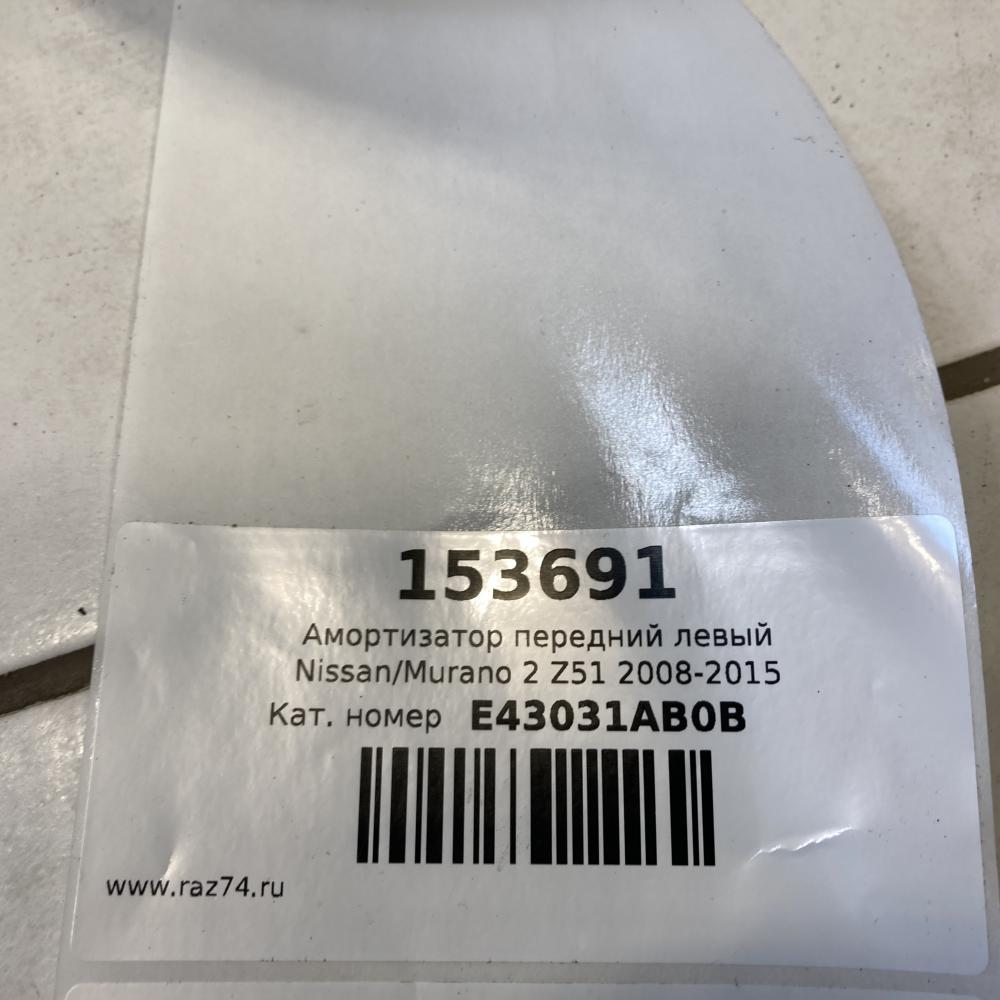 153691
Амортизатор передний левый
Nissan/Murano 2 Z51 2008-2015
Кат. номер E43031AB0B
www.raz74.ru